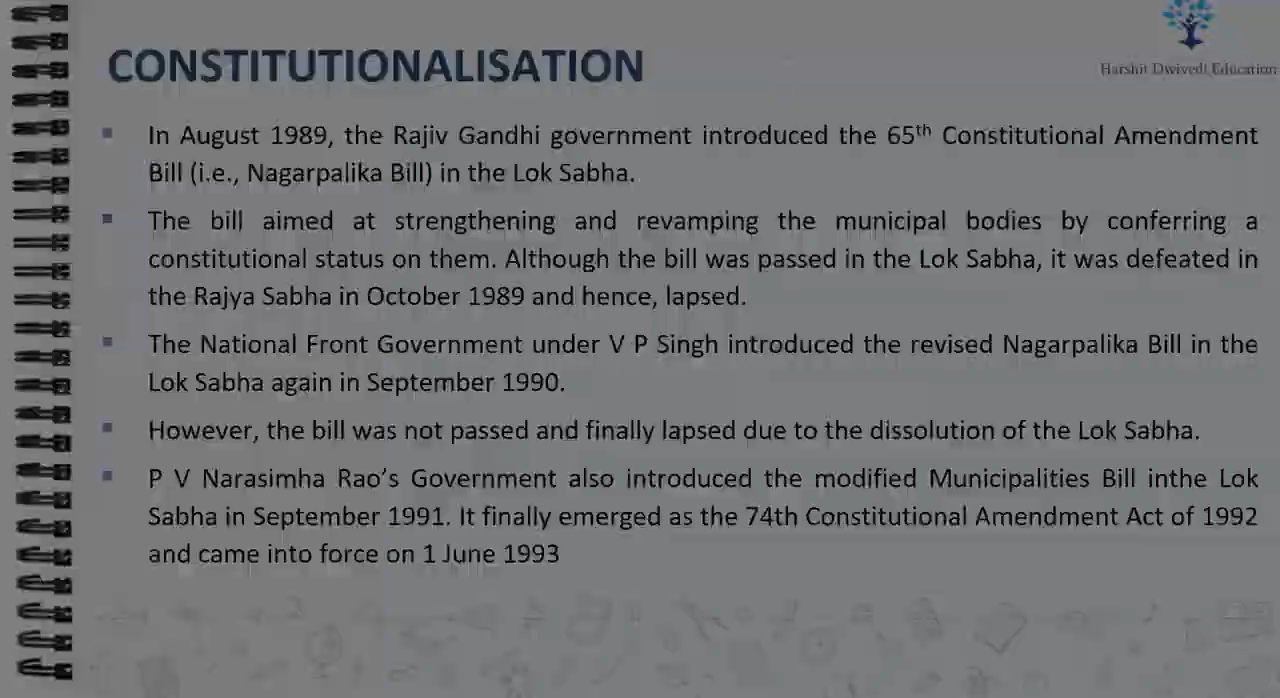 CONSTITUTIONALISATION
Harshit Dwivedi Education
In August 1989, the Rajiv Gandhi government introduced the 65th Constitutional Amendment
Bill (i.e., Nagarpalika Bill) in the Lok Sabha.
The bill aimed at strengthening and revamping the municipal bodies by conferring a
constitutional status on them. Although the bill was passed in the Lok Sabha, it was defeated in
the Rajya Sabha in October 1989 and hence, lapsed.
The National Front Government under V P Singh introduced the revised Nagarpalika Bill in the
Lok Sabha again in September 1990.
However, the bill was not passed and finally lapsed due to the dissolution of the Lok Sabha.
P V Narasimha Rao’s Government also introduced the modified Municipalities Bill inthe Lok
Sabha in September 1991. It finally emerged as the 74th Constitutional Amendment Act of 1992
and came into force on 1 June 1993